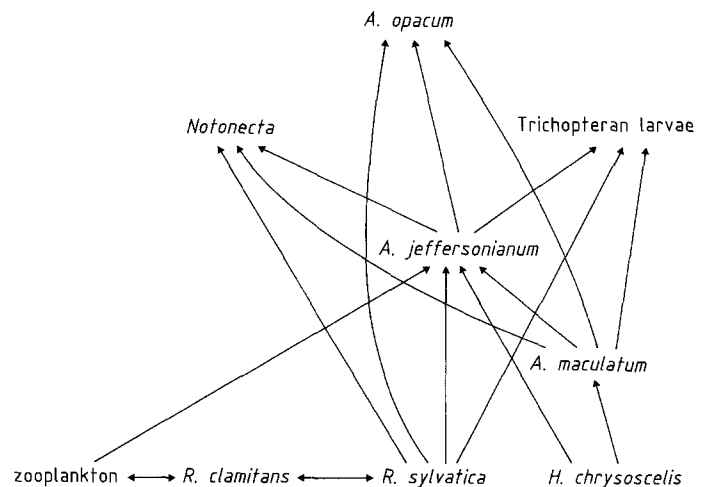 A. opacum
Notonecta
Trichopteran larvae
A. jeffersonianum
A. maculatum
zooplankton
R. clamitans
R. sylvatica
H. chrysoscelis